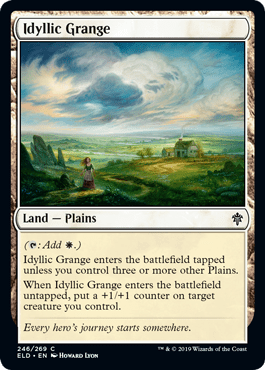 Idyllic Grange
Land — Plains
(: Add .)
Idyllic Grange enters the battlefield tapped
unless you control three or more other Plains.
When Idyllic Grange enters the battlefield
untapped, put a +1/+1 counter on target
creature you control.
Every hero's journey starts somewhere.
246/269 C
ELD • EN Howard Lyon
™ & © 2019 Wizards of the Coast